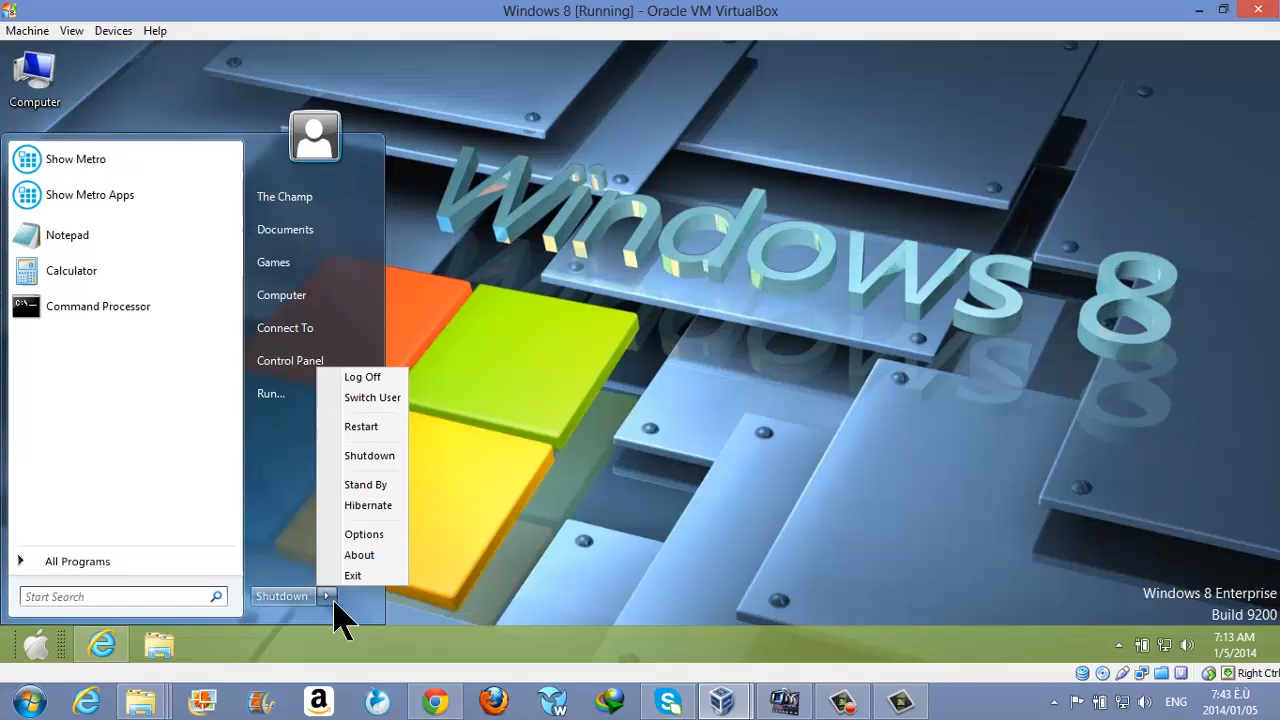 Windows 8 [Running] - Oracle VM VirtualBox
Machine View Devices Help
Computer
Show Metro
Show Metro Apps
Notepad
Calculator
Command Processor
All Programs
Start Search
The Champ
Documents
Games
Computer
Connect To
Control Panel
Run...
Log Off
Switch User
Restart
Shutdown
Stand By
Hibernate
Options
About
Exit
Shutdown
Windows 8
Windows 8 Enterprise
Build 9200
7:13 AM
1/5/2014
Right Ctrl
ENG
7:43 È.Ù
2014/01/05